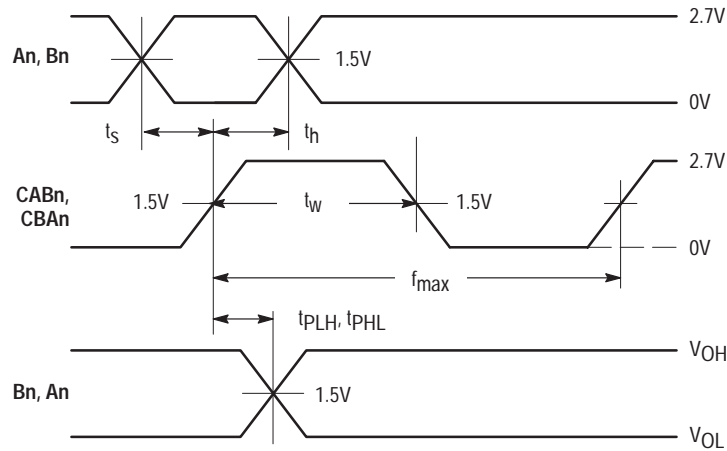 2.7V
An, Bn
1.5V
0V
ts
th
2.7V
CABn,
CBAn
1.5V
tw
1.5V
0V
fmax
tPLH, tPHL
VOH
Bn, An
1.5V
VOL